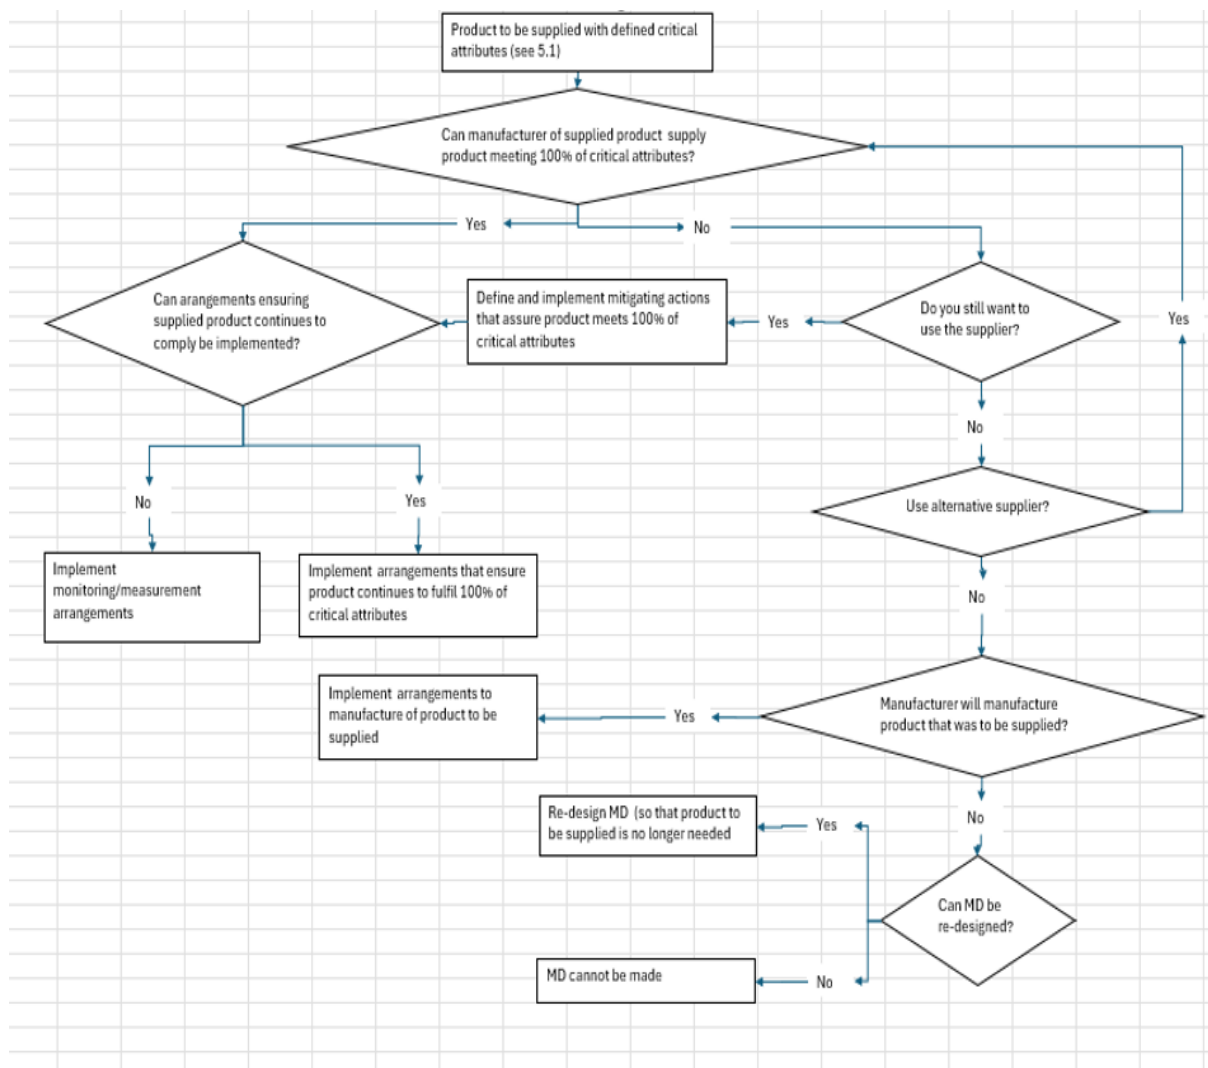 Product to be supplied with defined critical
attributes (see 5.1)
Can manufacturer of supplied product supply
product meeting 100% of critical attributes?
Yes
No
Can arangements ensuring
supplied product continues to
comply be implemented?
Define and implement mitigating actions
that assure product meets 100% of
critical attributes
Yes
Do you still want to
use the supplier?
Yes
No
Use alternative supplier?
No
Yes
Implement
monitoring/measurement
arrangements
Implement arrangements that ensure
product continues to fulfil 100% of
critical attributes
No
Implement arrangements to
manufacture of product to be
supplied
Yes
Manufacturer will manufacture
product that was to be supplied?
No
Re-design MD (so that product to
be supplied is no longer needed
Yes
Can MD be
re-designed?
MD cannot be made
No